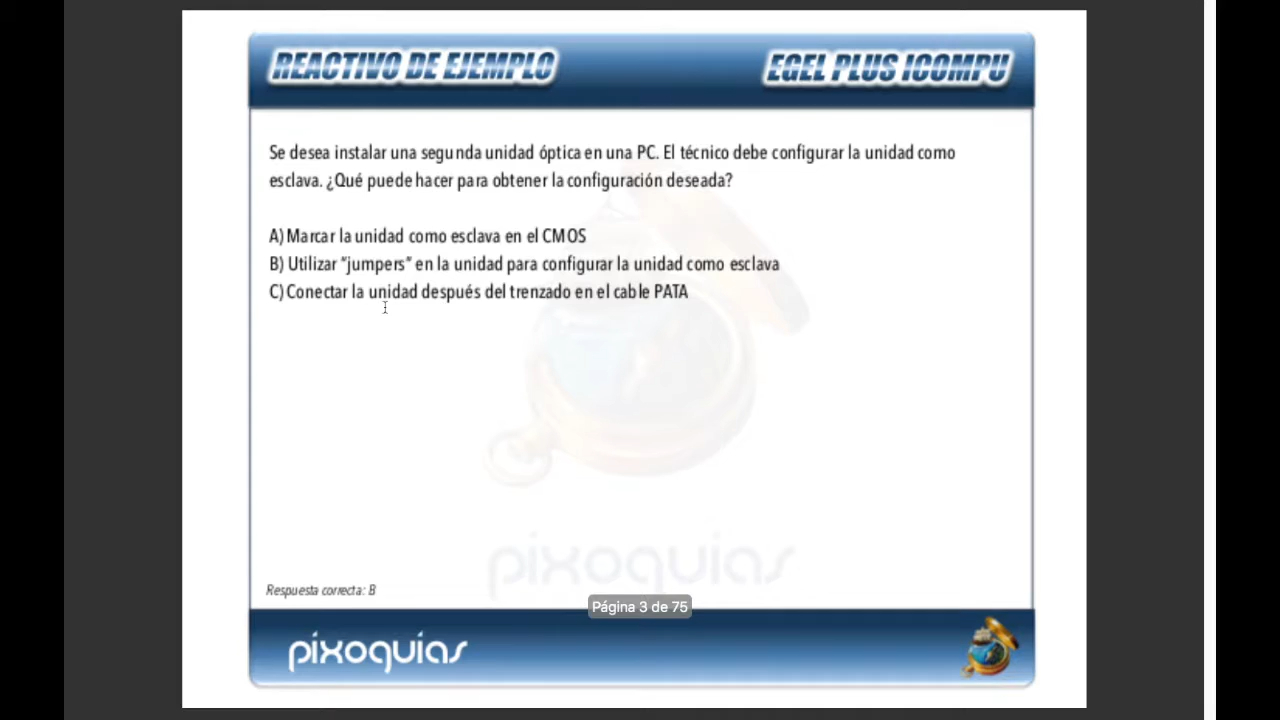 REACTIVO DE EJEMPLO
EGEL PLUS ICOMPU
Se desea instalar una segunda unidad óptica en una PC. El técnico debe configurar la unidad como
esclava. ¿Qué puede hacer para obtener la configuración deseada?
A) Marcar la unidad como esclava en el CMOS
B) Utilizar "jumpers" en la unidad para configurar la unidad como esclava
C) Conectar la unidad después del trenzado en el cable PATA
pixoquias
Respuesta correcta: B
Página 3 de 75
pixoquias